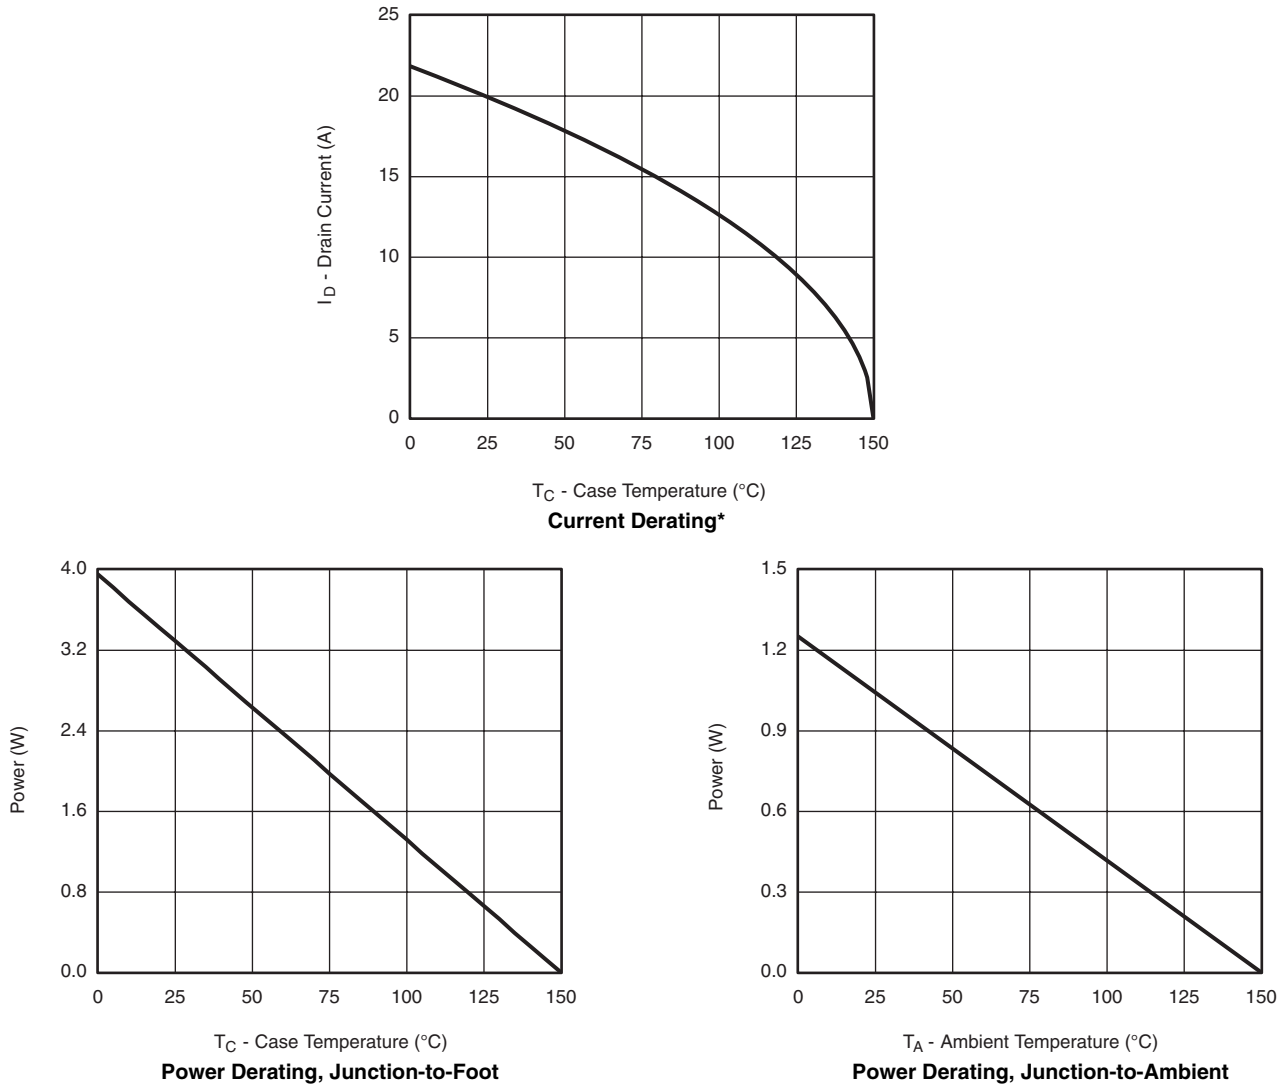 25
20
15
10
5
0
I_D - Drain Current (A)
0 25 50 75 100 125 150
T_C - Case Temperature (°C)
Current Derating*
4.0
3.2
2.4
1.6
0.8
0.0
Power (W)
0 25 50 75 100 125 150
T_C - Case Temperature (°C)
Power Derating, Junction-to-Foot
1.5
1.2
0.9
0.6
0.3
0.0
Power (W)
0 25 50 75 100 125 150
T_A - Ambient Temperature (°C)
Power Derating, Junction-to-Ambient